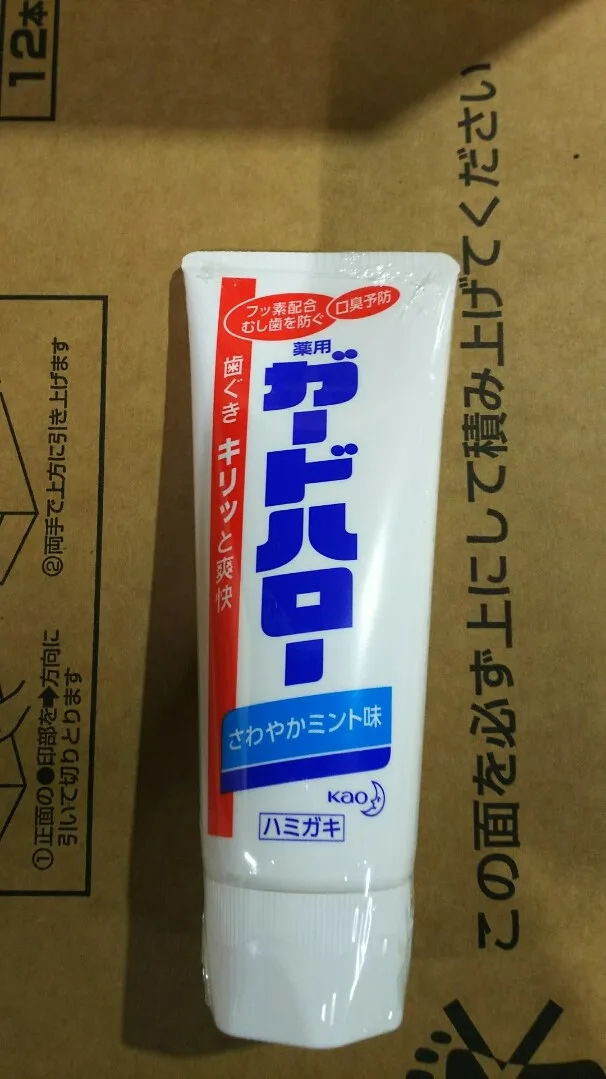 12本
フッ素配合
むし歯を防ぐ
口臭予防
薬用
ガードハロー
歯ぐき キリッと爽快
さわやかミント味
Kao
ハミガキ
この面を必ず上にして積み上げてください
②両手で上方に引き上げます
①正面の●印部を➡方向に
引いて切りとります